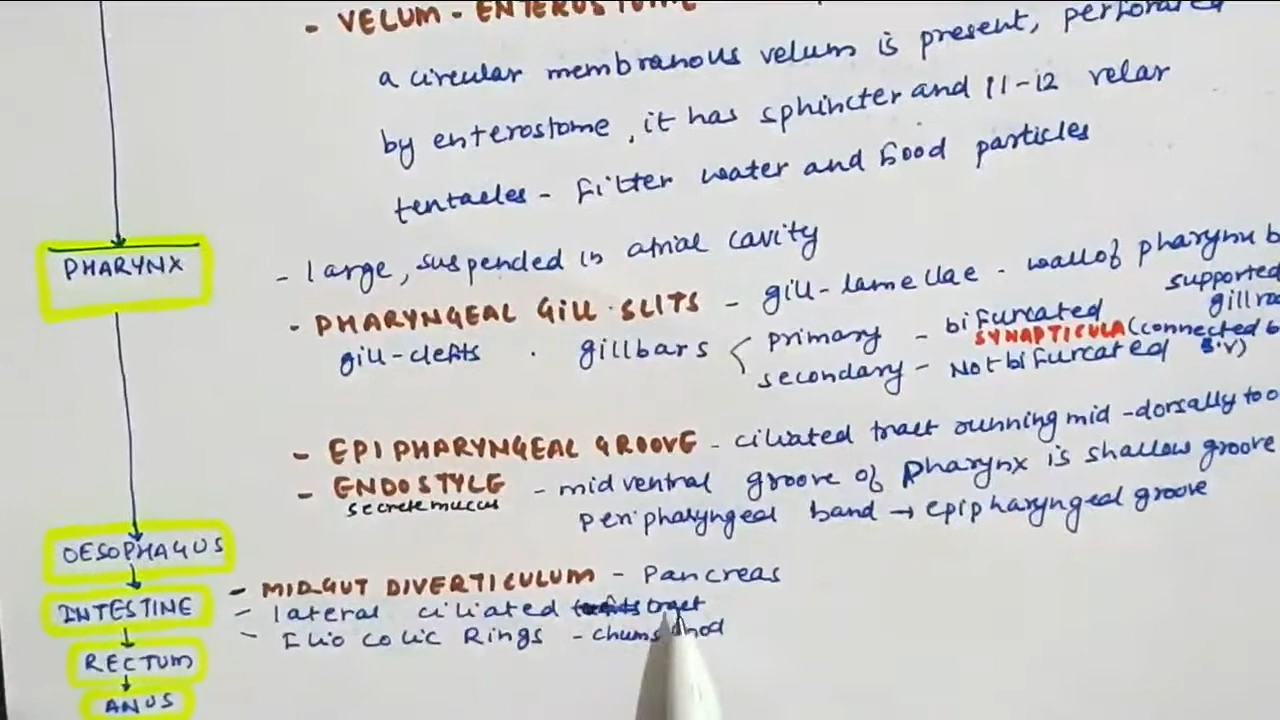 - VELUM - ENTEROSTOME
a circular membranous velum is present, perforated
by enterostome, it has sphincter and 11-12 velar
tentacles - Filter water and food particles
PHARYNX
- large, suspended in atrial cavity
- PHARYNGEAL GILL SLITS - gill-lamellae - wall of pharynx
supported
gill-clefts . gillbars primary - bifurcated
SYNAPTICULA (connected
secondary - Not bifurcated
- EPIPHARYNGEAL GROOVE - ciliated tract running mid-dorsally
- ENDOSTYLE - mid ventral groove of pharynx is shallow groove
secrete mucus
peripharyngeal band → epipharyngeal groove
OESOPHAGUS
- MIDGUT DIVERTICULUM - Pancreas
INTESTINE
- lateral ciliated tract
- Ilio colic Rings - churns
RECTUM
ANUS